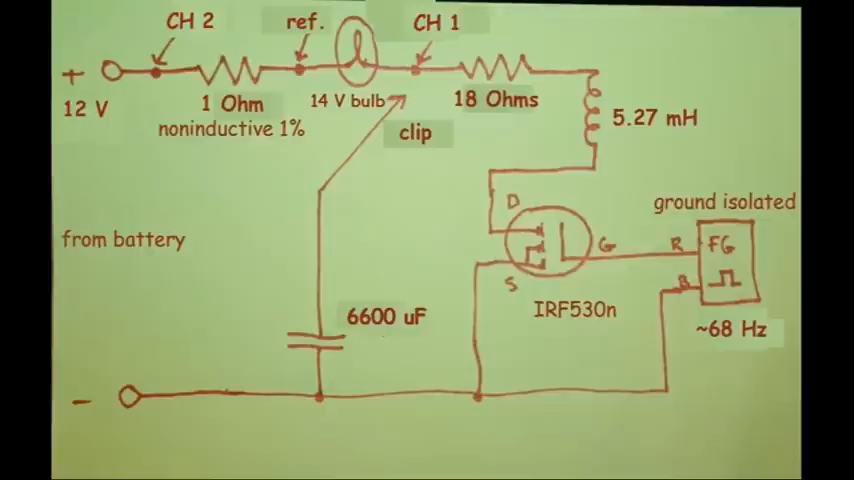 CH 2
ref.
CH 1
+
12 V
1 Ohm
noninductive 1%
14 V bulb
18 Ohms
clip
5.27 mH
D
ground isolated
from battery
G
R
FG
S
B
6600 uF
IRF530n
~68 Hz
-